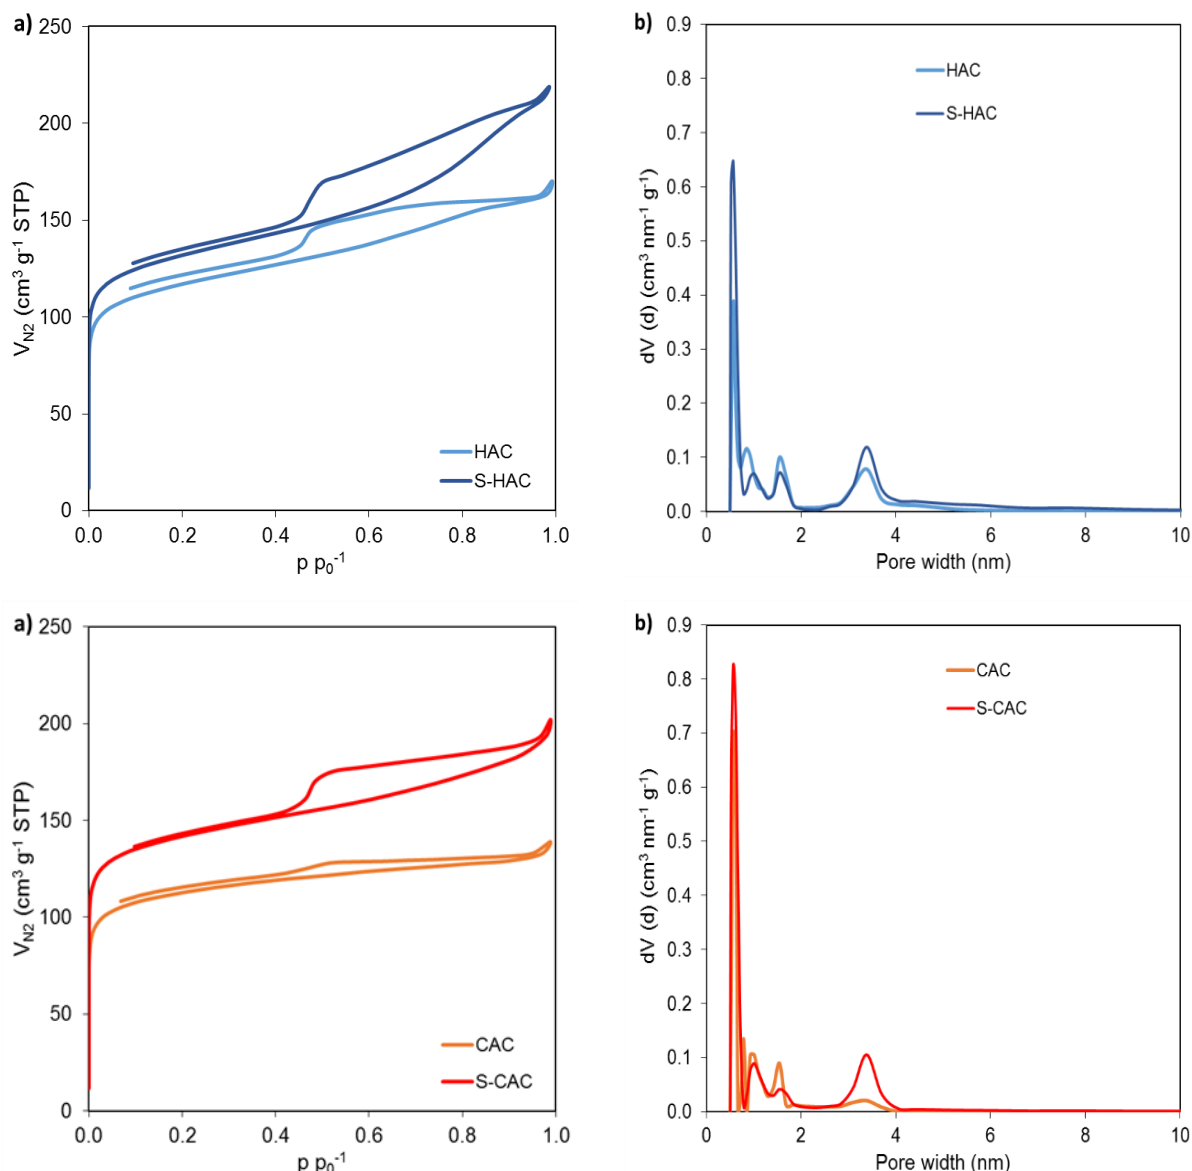 a)
250
200
150
100
50
0
V_N2 (cm³ g⁻¹ STP)
HAC
S-HAC
0.0 0.2 0.4 0.6 0.8 1.0
p p₀⁻¹
b)
0.9
0.8
0.7
0.6
0.5
0.4
0.3
0.2
0.1
0.0
dV (d) (cm³ nm⁻¹ g⁻¹)
HAC
S-HAC
0 2 4 6 8 10
Pore width (nm)
a)
250
200
150
100
50
0
V_N2 (cm³ g⁻¹ STP)
CAC
S-CAC
0.0 0.2 0.4 0.6 0.8 1.0
p p₀⁻¹
b)
0.9
0.8
0.7
0.6
0.5
0.4
0.3
0.2
0.1
0.0
dV (d) (cm³ nm⁻¹ g⁻¹)
CAC
S-CAC
0 2 4 6 8 10
Pore width (nm)